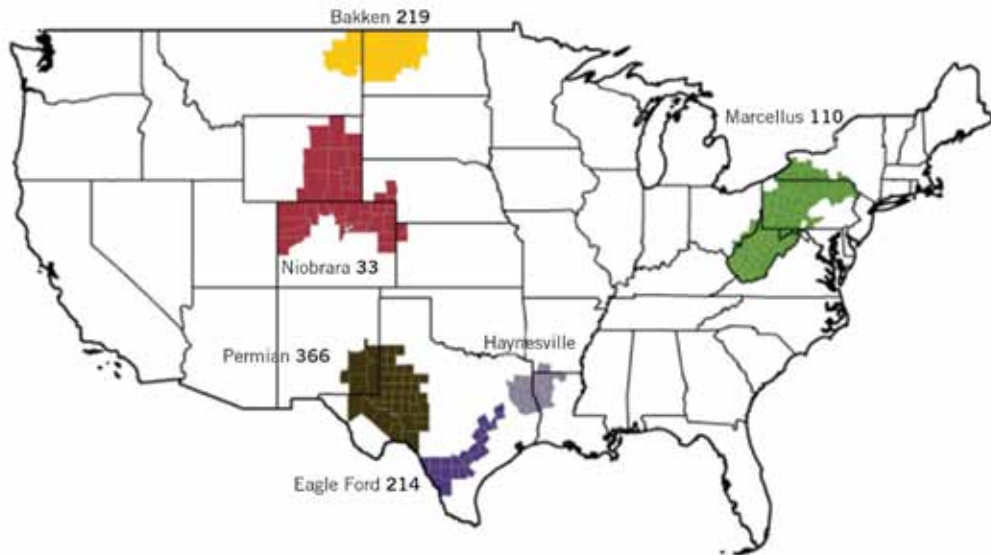 Bakken 219
Marcellus 110
Niobrara 33
Haynesville
Permian 366
Eagle Ford 214